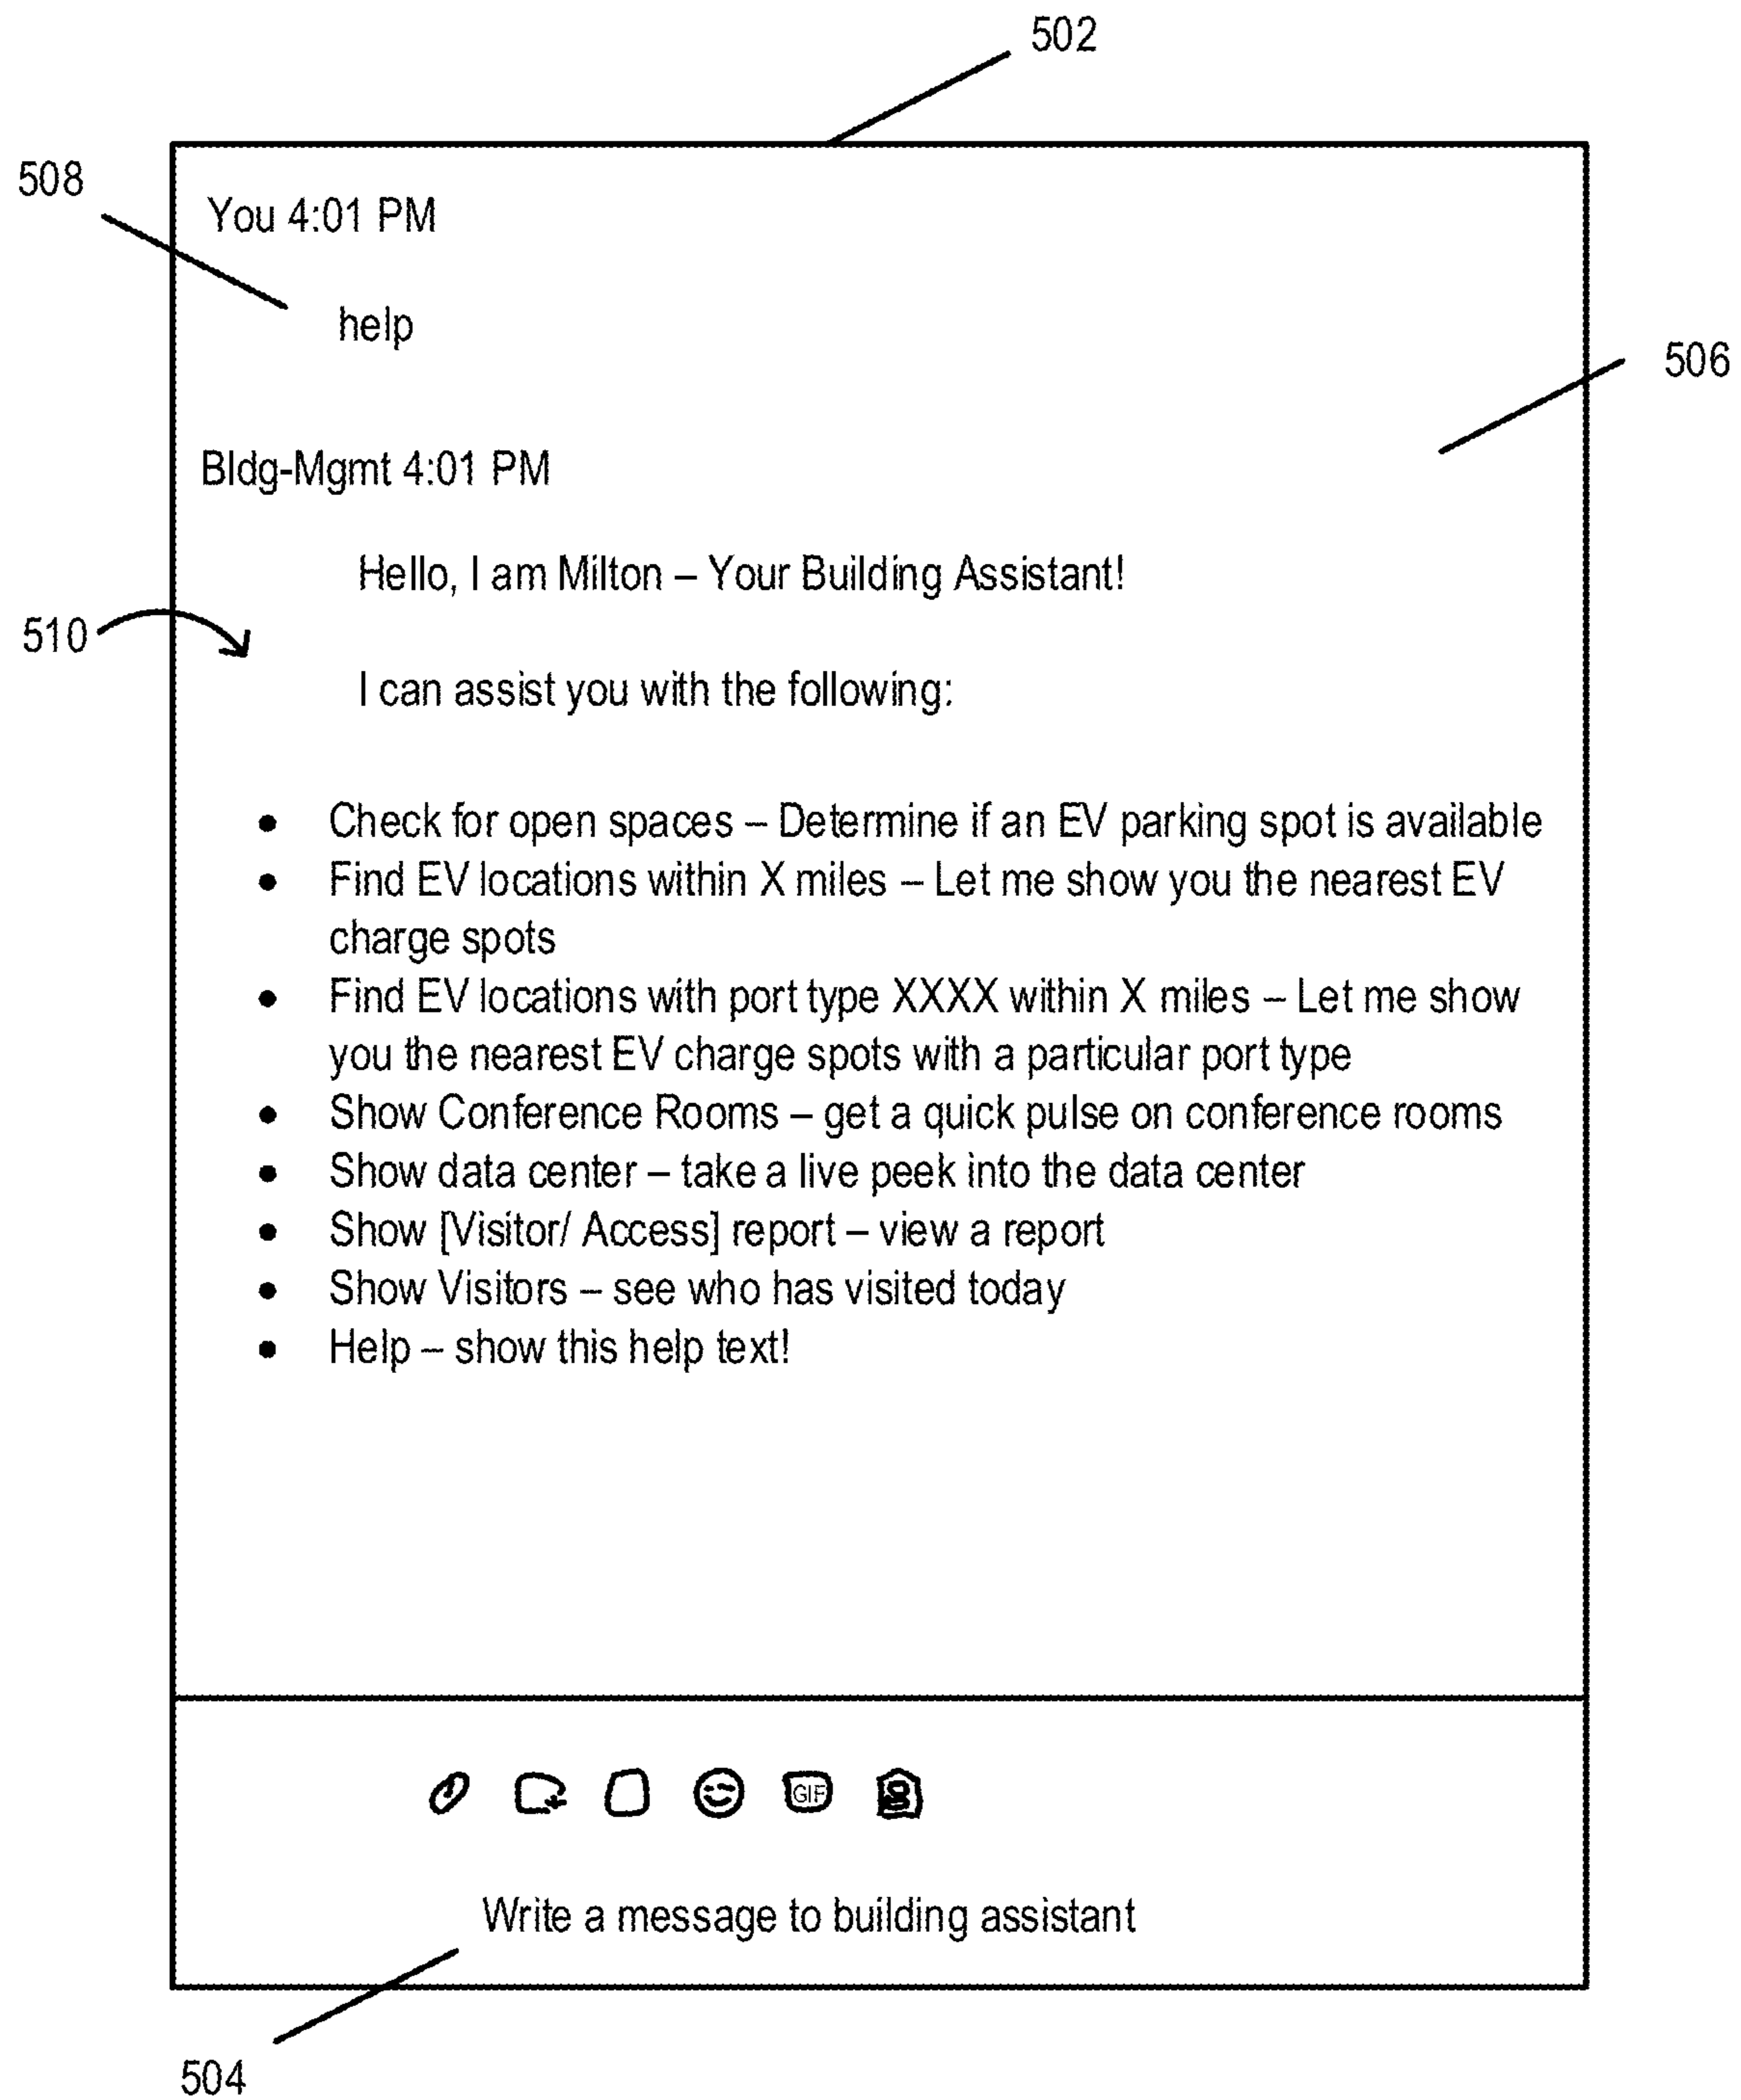 502
508
You 4:01 PM
help
506
Bldg-Mgmt 4:01 PM
Hello, I am Milton – Your Building Assistant!
510
I can assist you with the following:
• Check for open spaces – Determine if an EV parking spot is available
• Find EV locations within X miles – Let me show you the nearest EV
charge spots
• Find EV locations with port type XXXX within X miles – Let me show
you the nearest EV charge spots with a particular port type
• Show Conference Rooms – get a quick pulse on conference rooms
• Show data center – take a live peek into the data center
• Show [Visitor/ Access] report – view a report
• Show Visitors – see who has visited today
• Help – show this help text!
GIF
Write a message to building assistant
504